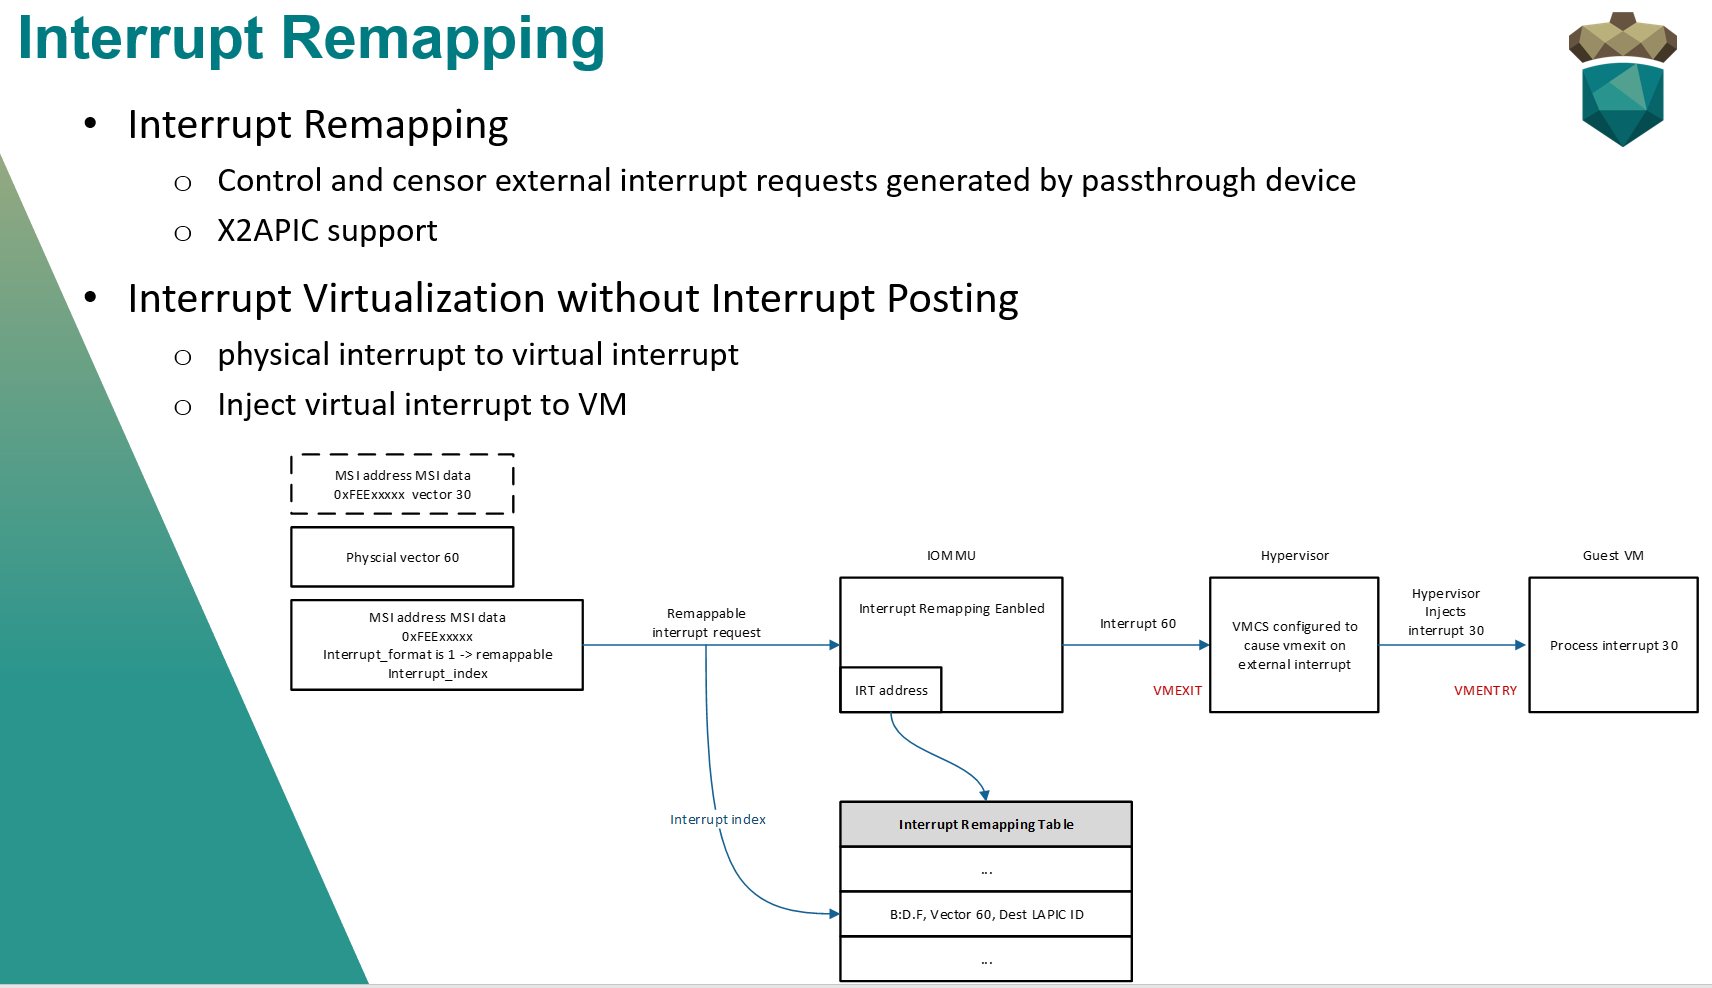 Interrupt Remapping
• Interrupt Remapping
o Control and censor external interrupt requests generated by passthrough device
o X2APIC support
• Interrupt Virtualization without Interrupt Posting
o physical interrupt to virtual interrupt
o Inject virtual interrupt to VM
MSI address MSI data
0xFEExxxxx vector 30
Physcial vector 60
MSI address MSI data
0xFEExxxxx
Interrupt_format is 1 -> remappable
Interrupt_index
Remappable
interrupt request
Interrupt index
IOMMU
Interrupt Remapping Eanbled
IRT address
Interrupt 60
VMEXIT
Hypervisor
VMCS configured to
cause vmexit on
external interrupt
Hypervisor
Injects
interrupt 30
VMENTRY
Guest VM
Process interrupt 30
Interrupt Remapping Table
...
B:D.F, Vector 60, Dest LAPIC ID
...